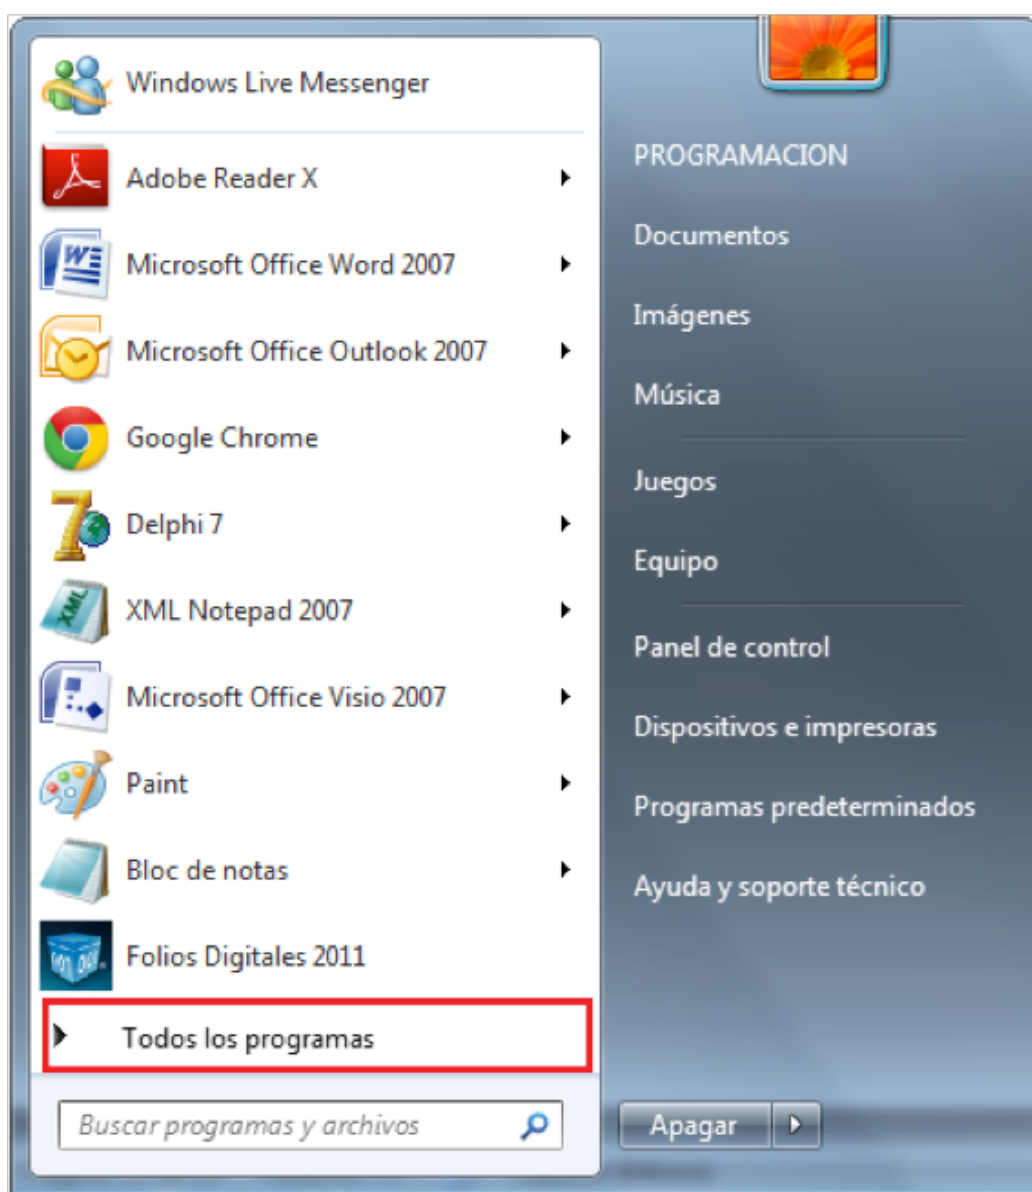 Windows Live Messenger
Adobe Reader X
Microsoft Office Word 2007
Microsoft Office Outlook 2007
Google Chrome
Delphi 7
XML Notepad 2007
Microsoft Office Visio 2007
Paint
Bloc de notas
Folios Digitales 2011
Todos los programas
Buscar programas y archivos
PROGRAMACION
Documentos
Imágenes
Música
Juegos
Equipo
Panel de control
Dispositivos e impresoras
Programas predeterminados
Ayuda y soporte técnico
Apagar